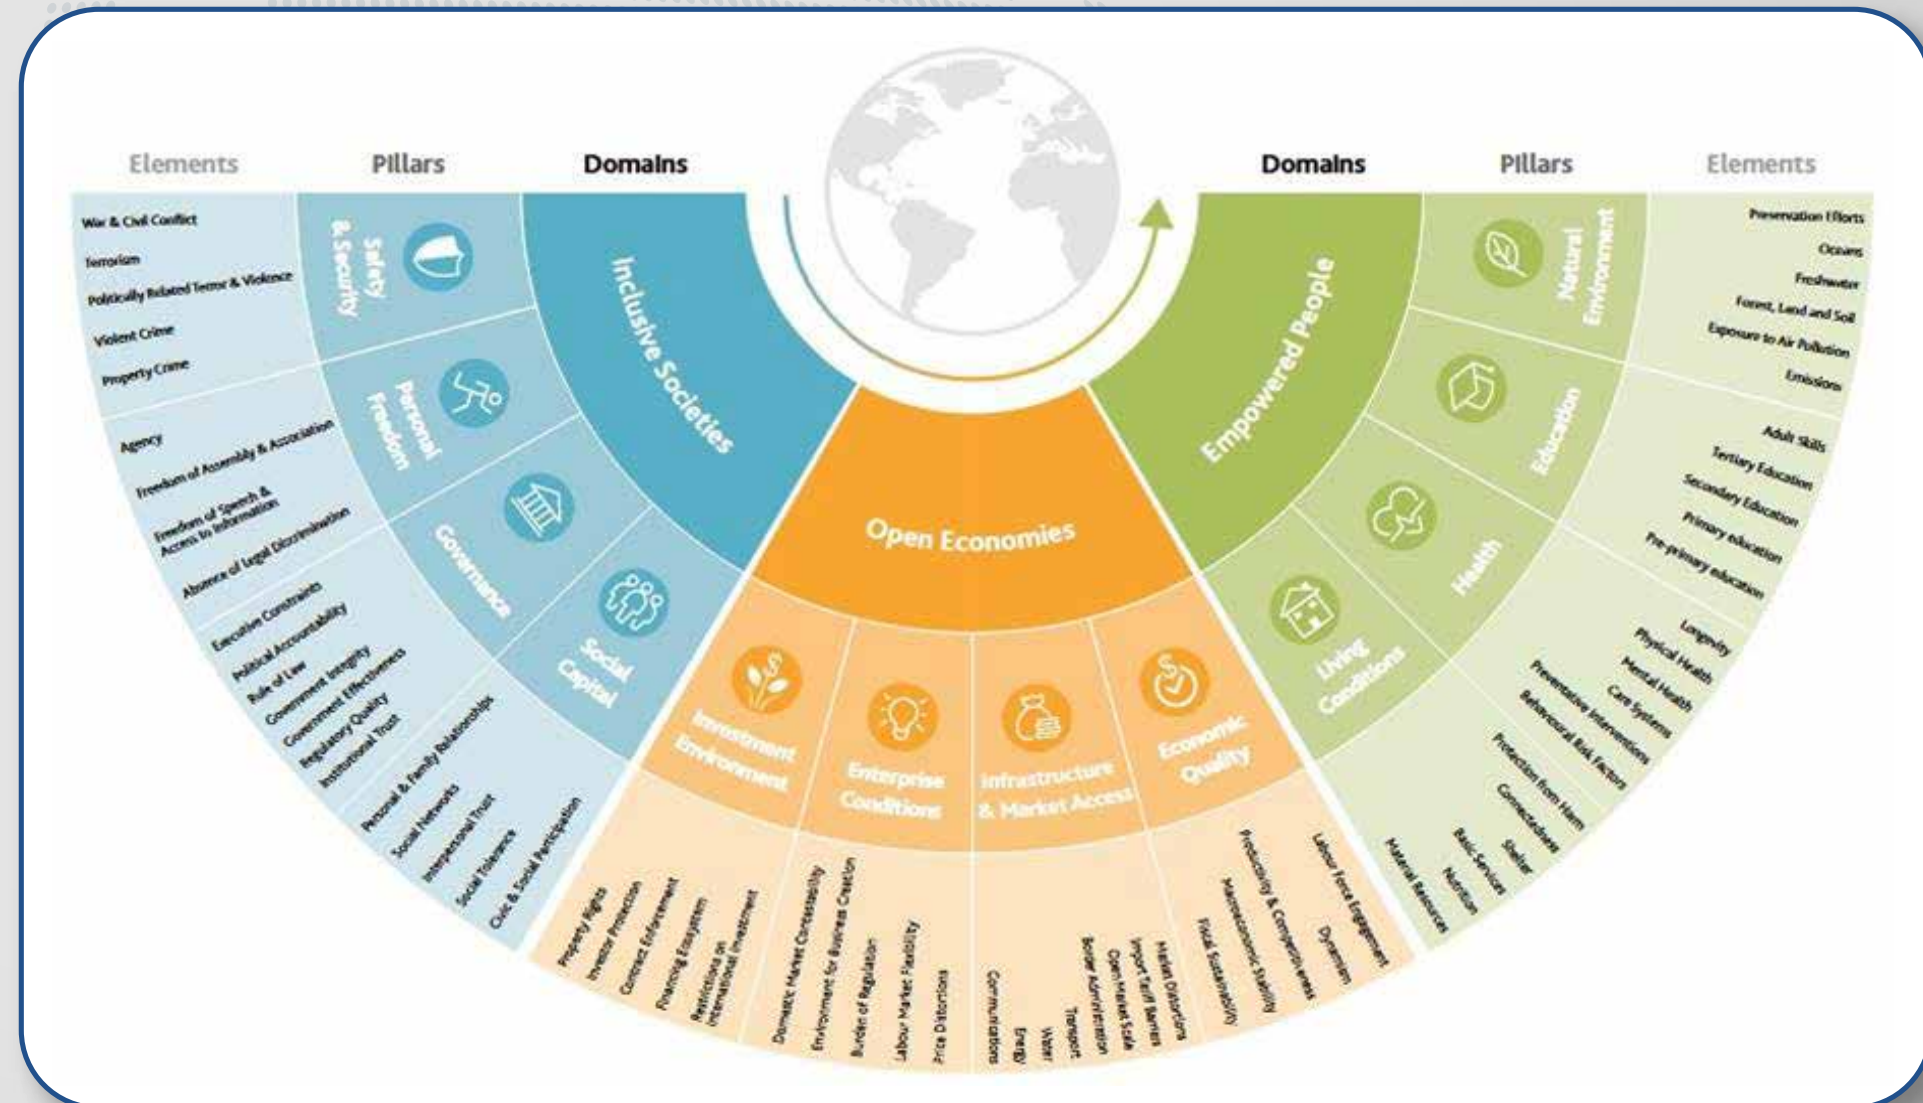 Elements
Pillars
Domains
Domains
Pillars
Elements
Inclusive Societies
Safety
& Security
War & Civil Conflict
Terrorism
Politically Related Terror & Violence
Violent Crime
Property Crime
Personal
Freedom
Agency
Freedom of Assembly & Association
Freedom of Speech &
Access to Information
Absence of Legal Discrimination
Governance
Executive Constraints
Political Accountability
Rule of Law
Government Integrity
Government Effectiveness
Regulatory Quality
Institutional Trust
Social
Capital
Personal & Family Relationships
Social Networks
Interpersonal Trust
Social Tolerance
Civic & Social Participation
Open Economies
Investment
Environment
Property Rights
Investor Protection
Contract Enforcement
Financing Ecosystem
Restrictions on
International Investment
Enterprise
Conditions
Domestic Market Contestability
Environment for Business Creation
Burden of Regulation
Labour Market Flexibility
Price Distortions
Infrastructure
& Market Access
Communications
Energy
Water
Transport
Border Administration
Open Market Scale
Import Tariff Barriers
Market Distortions
Economic
Quality
Fiscal Sustainability
Macroeconomic Stability
Productivity & Competitiveness
Dynamism
Labour Force Engagement
Empowered People
Living
Conditions
Material Resources
Nutrition
Basic Services
Shelter
Connectedness
Protection from Harm
Health
Behavioural Risk Factors
Preventative Interventions
Care Systems
Mental Health
Physical Health
Longevity
Education
Pre-primary education
Primary education
Secondary Education
Tertiary Education
Adult Skills
Natural
Environment
Emissions
Exposure to Air Pollution
Forest, Land and Soil
Freshwater
Oceans
Preservation Efforts